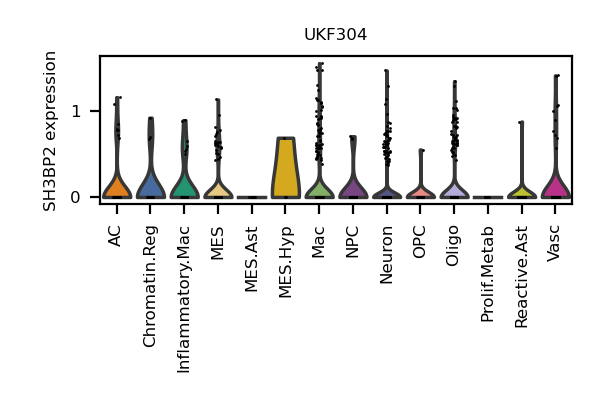 UKF304
SH3BP2 expression
1
0
AC
Chromatin.Reg
Inflammatory.Mac
MES
MES.Ast
MES.Hyp
Mac
NPC
Neuron
OPC
Oligo
Prolif.Metab
Reactive.Ast
Vasc